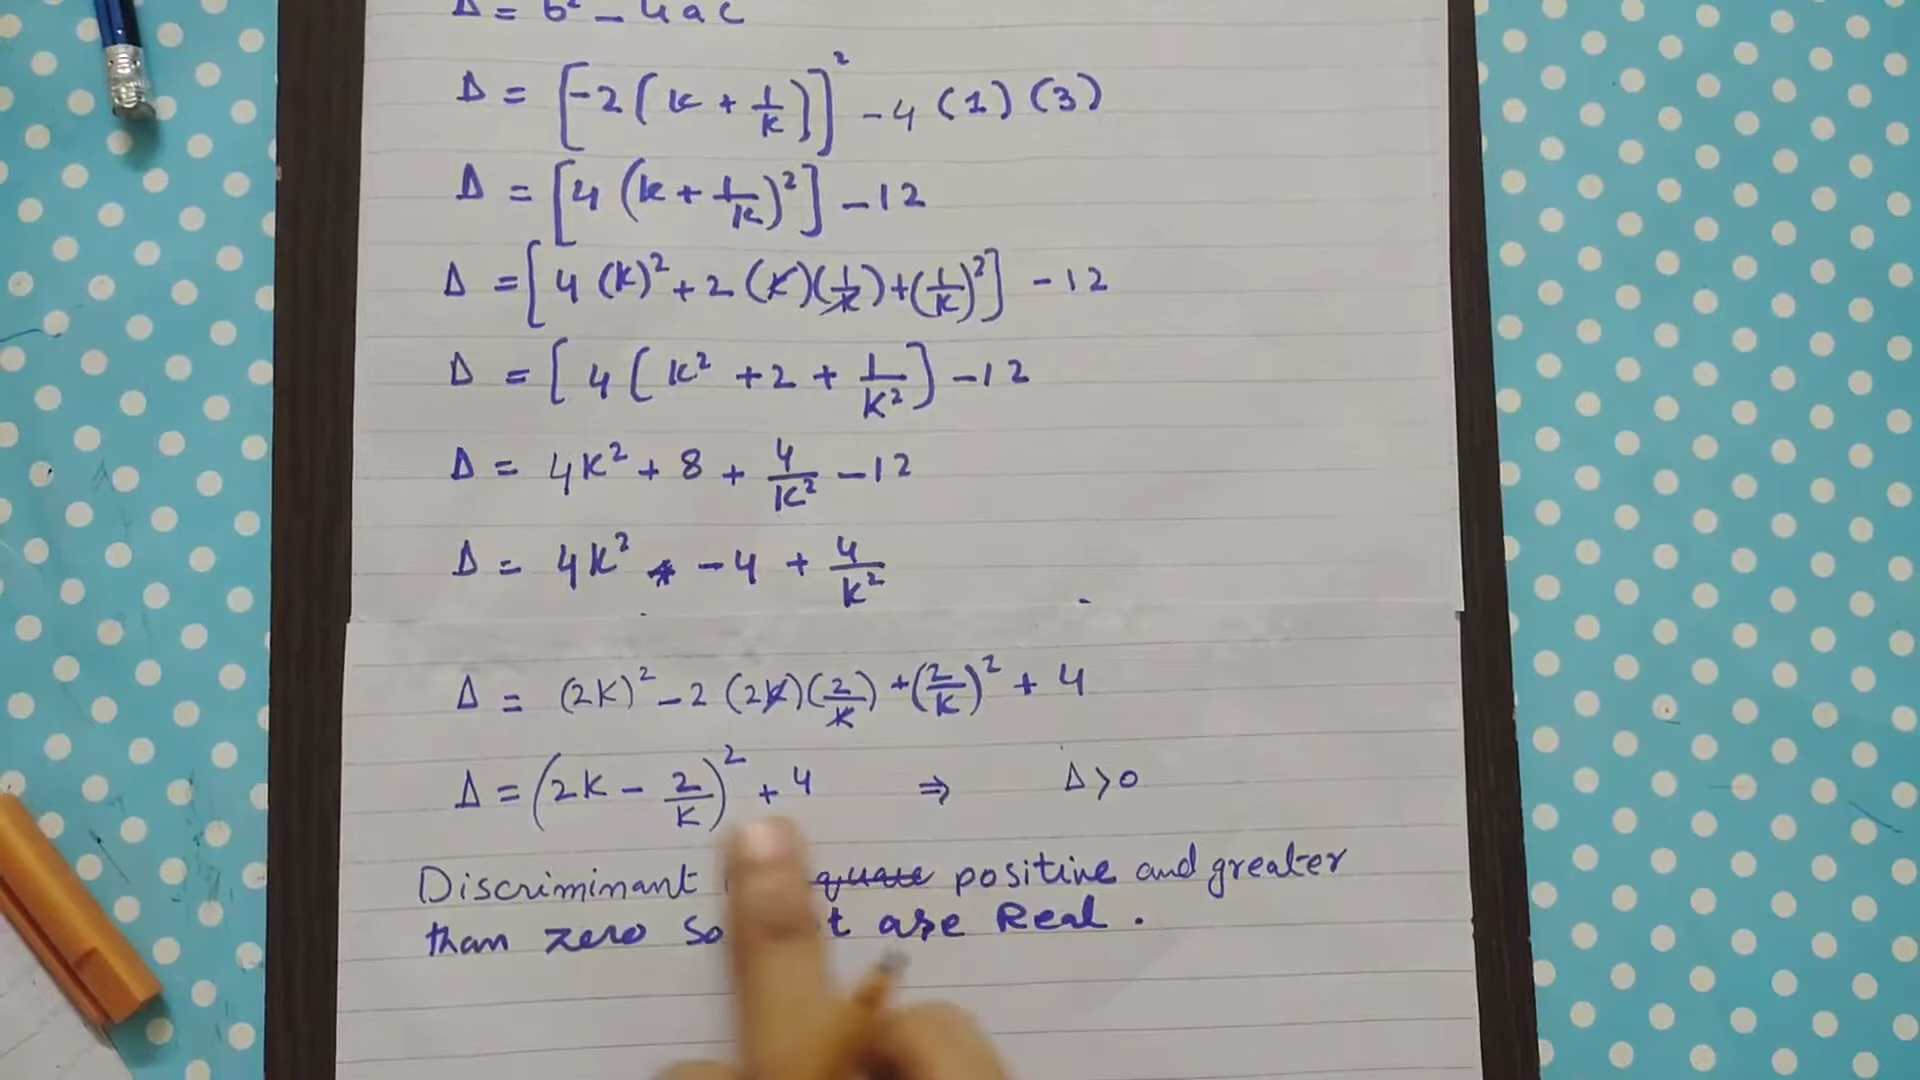 Δ = b² - 4ac
Δ = [-2(k + 1/k)]² - 4(1)(3)
Δ = [4(k + 1/k)²] - 12
Δ = [4(k)² + 2(k)(1/k) + (1/k)²] - 12
Δ = [4(k² + 2 + 1/k²] - 12
Δ = 4k² + 8 + 4/k² - 12
Δ = 4k² - 4 + 4/k²
Δ = (2k)² - 2(2k)(2/k) + (2/k)² + 4
Δ = (2k - 2/k)² + 4 ⇒ Δ > 0
Discriminant positive and greater
than zero so are Real.